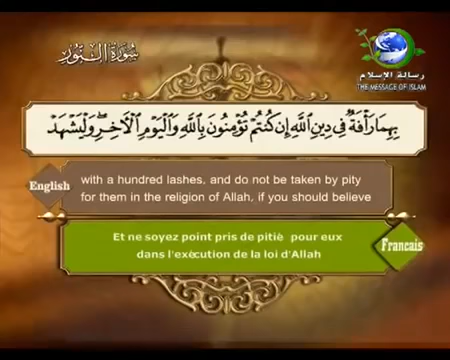 سورة النور
رسالة الإسلام
THE MESSAGE OF ISLAM
بِهِمَا رَأْفَةٌ فِي دِينِ اللَّهِ إِن كُنتُمْ تُؤْمِنُونَ بِاللَّهِ وَالْيَوْمِ الْآخِرِ ۖ وَلْيَشْهَدْ
English
with a hundred lashes, and do not be taken by pity
for them in the religion of Allah, if you should believe
Et ne soyez point pris de pitiè pour eux
dans l'exècution de la loi d'Allah
Francais